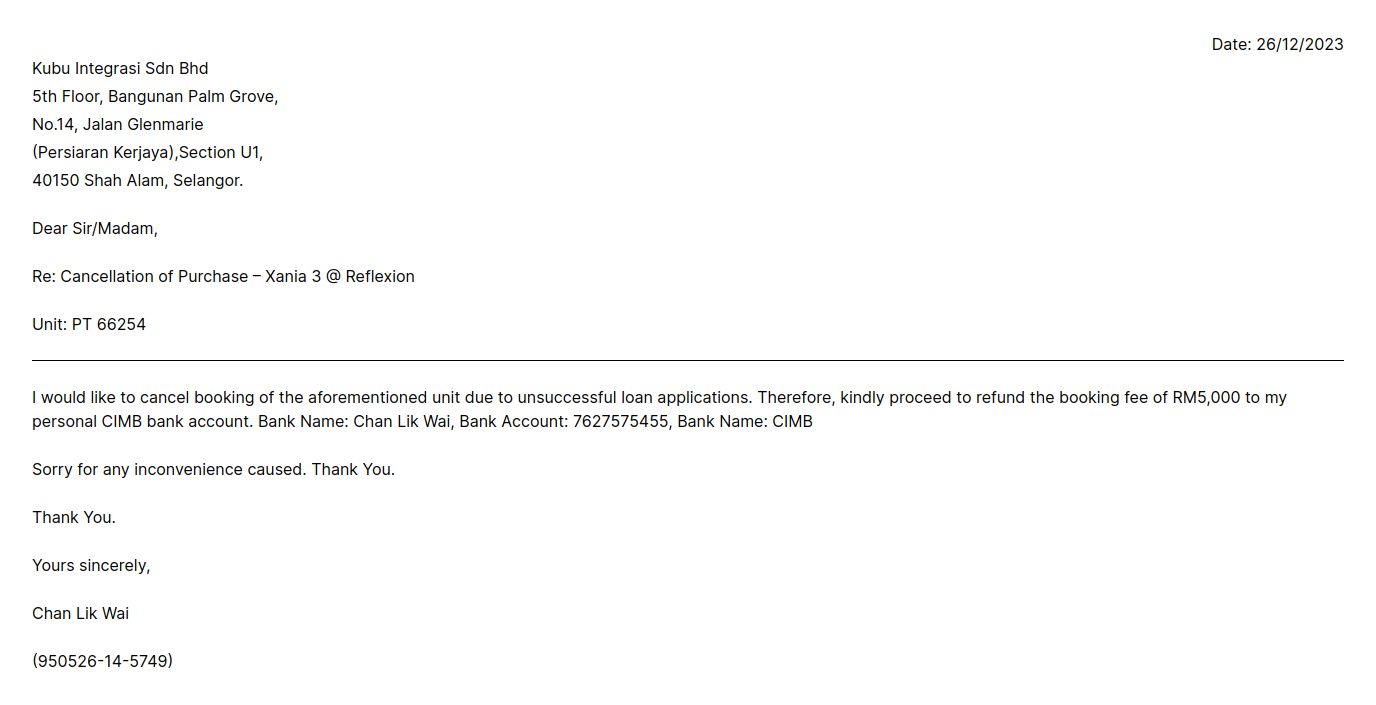 Date: 26/12/2023
Kubu Integrasi Sdn Bhd
5th Floor, Bangunan Palm Grove,
No.14, Jalan Glenmarie
(Persiaran Kerjaya),Section U1,
40150 Shah Alam, Selangor.
Dear Sir/Madam,
Re: Cancellation of Purchase – Xania 3 @ Reflexion
Unit: PT 66254
I would like to cancel booking of the aforementioned unit due to unsuccessful loan applications. Therefore, kindly proceed to refund the booking fee of RM5,000 to my
personal CIMB bank account. Bank Name: Chan Lik Wai, Bank Account: 7627575455, Bank Name: CIMB
Sorry for any inconvenience caused. Thank You.
Thank You.
Yours sincerely,
Chan Lik Wai
(950526-14-5749)